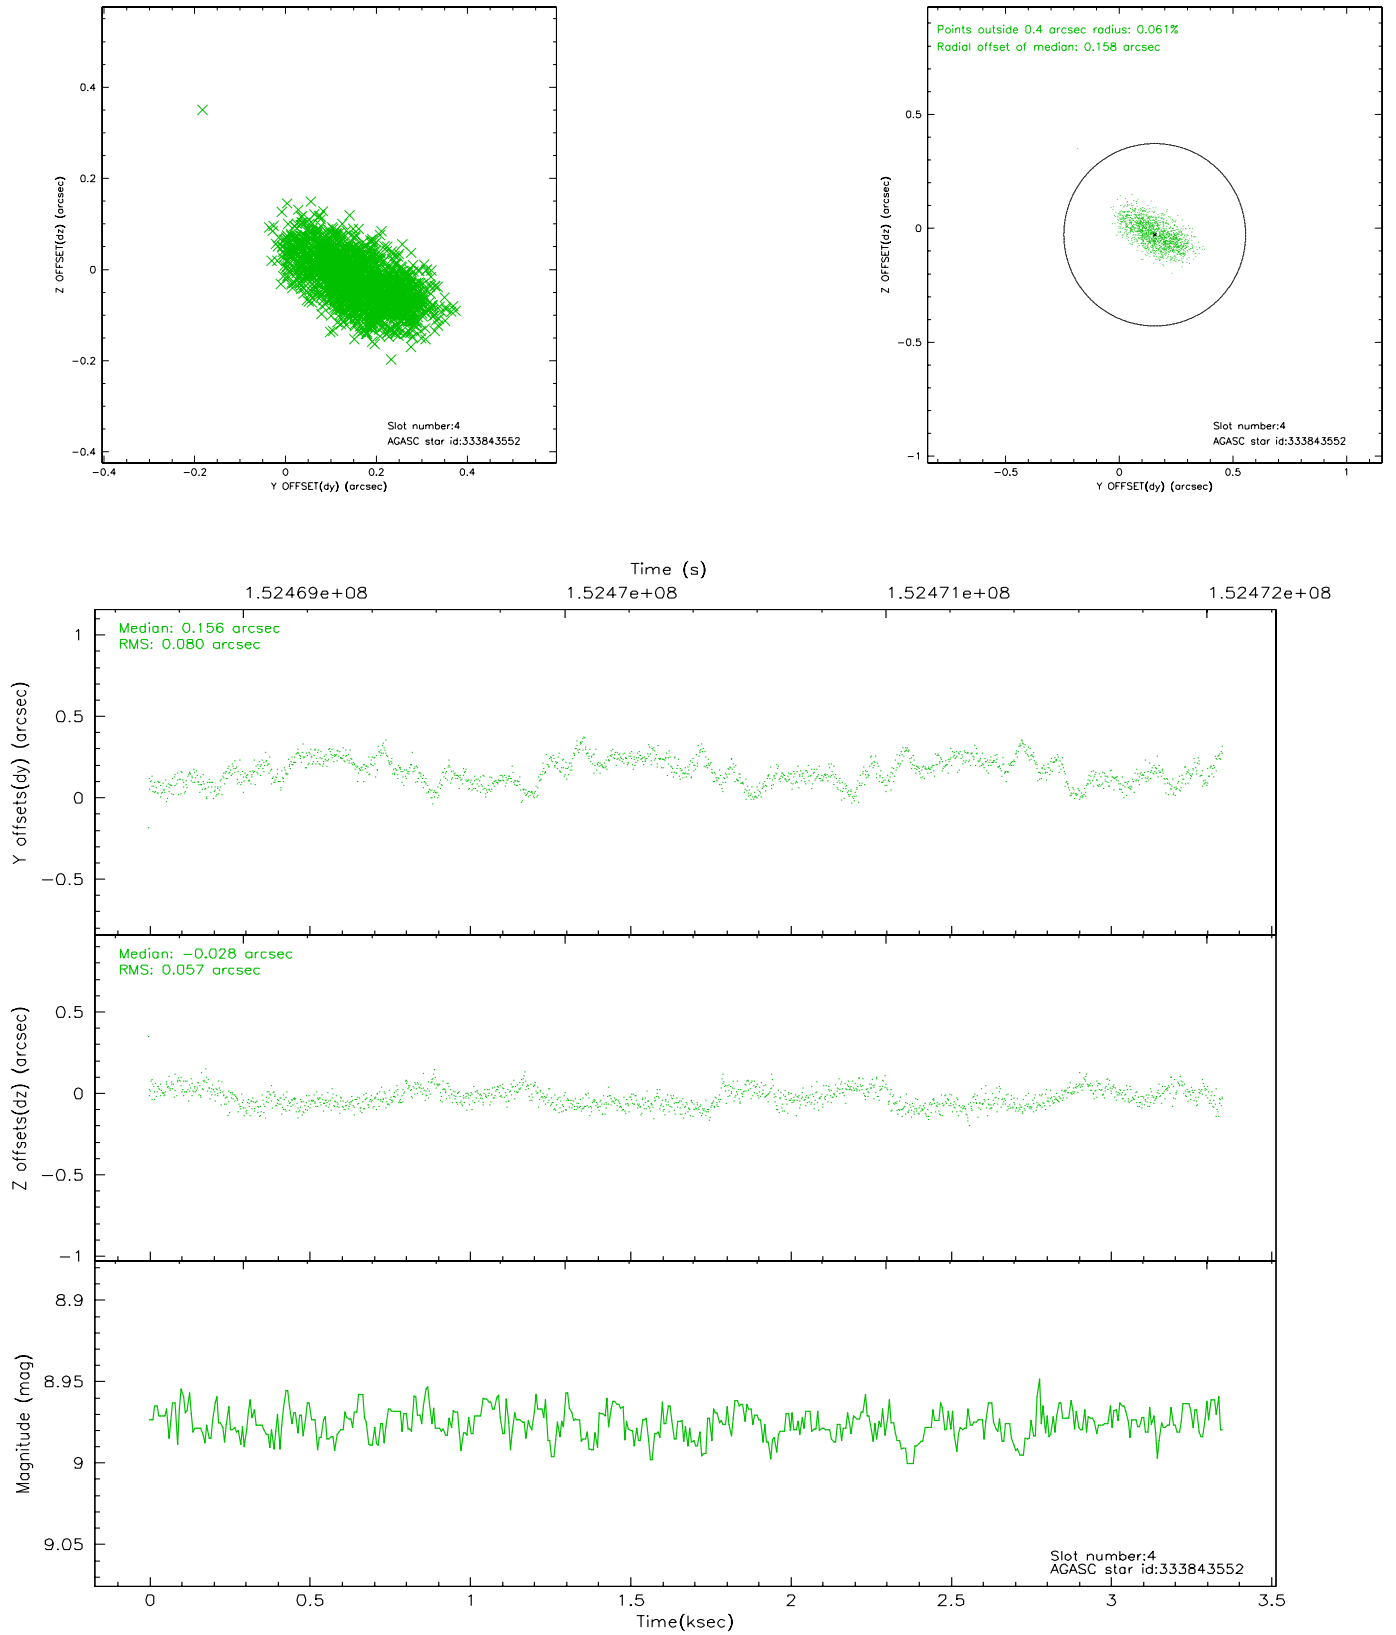 0.4
0.2
0
−0.2
−0.4
Z OFFSET(dz) (arcsec)
Slot number:4
AGASC star id:333843552
−0.4
−0.2
0
0.2
0.4
Y OFFSET(dy) (arcsec)
Points outside 0.4 arcsec radius: 0.061%
Radial offset of median: 0.158 arcsec
0.5
0
−0.5
−1
Z OFFSET(dz) (arcsec)
Slot number:4
AGASC star id:333843552
−0.5
0
0.5
1
Y OFFSET(dy) (arcsec)
Time (s)
1.52469e+08
1.5247e+08
1.52471e+08
1.52472e+08
Median: 0.156 arcsec
RMS: 0.080 arcsec
1
0.5
0
−0.5
Y offsets(dy) (arcsec)
Median: −0.028 arcsec
RMS: 0.057 arcsec
0.5
0
−0.5
−1
Z offsets(dz) (arcsec)
8.9
8.95
9
9.05
Magnitude (mag)
Slot number:4
AGASC star id:333843552
0
0.5
1
1.5
2
2.5
3
3.5
Time(ksec)